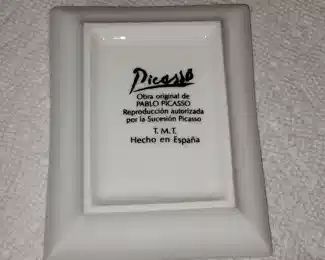 Picasso
Obra original de
PABLO PICASSO
Reproducción autorizada
por la Sucesión Picasso
T. M. T.
Hecho en España